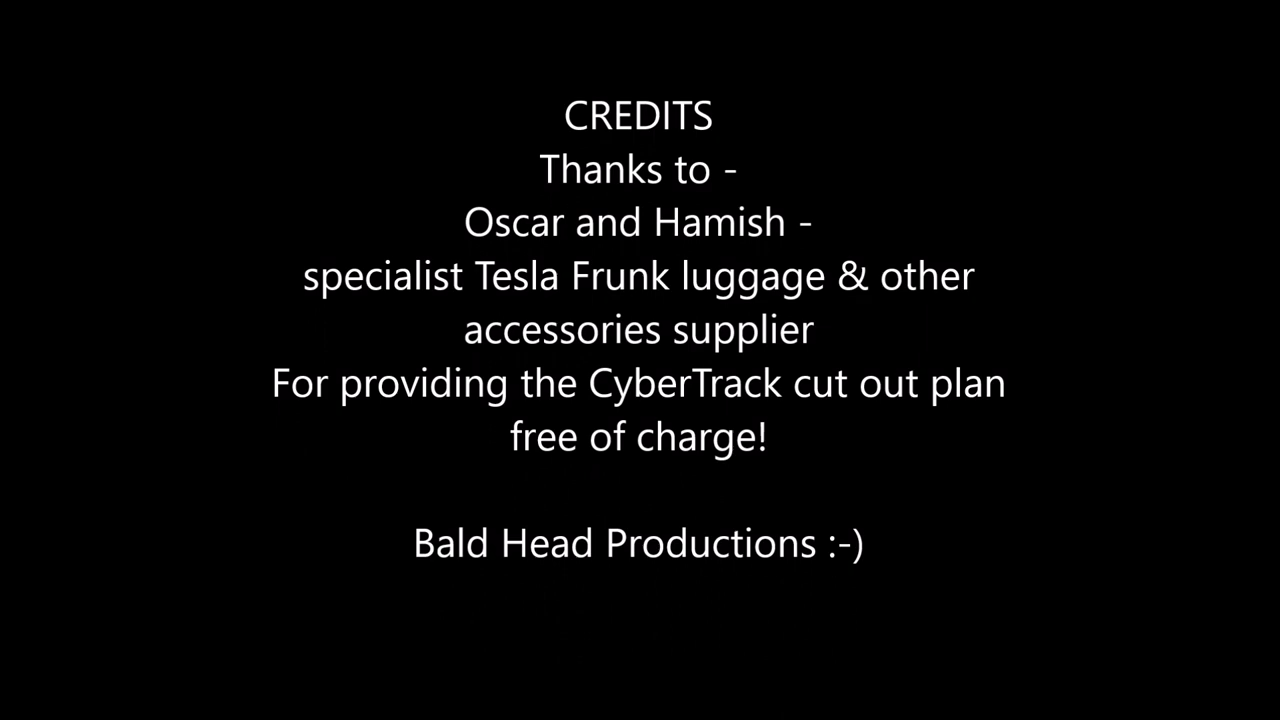 CREDITS
Thanks to -
Oscar and Hamish -
specialist Tesla Frunk luggage & other
accessories supplier
For providing the CyberTrack cut out plan
free of charge!
Bald Head Productions :-)